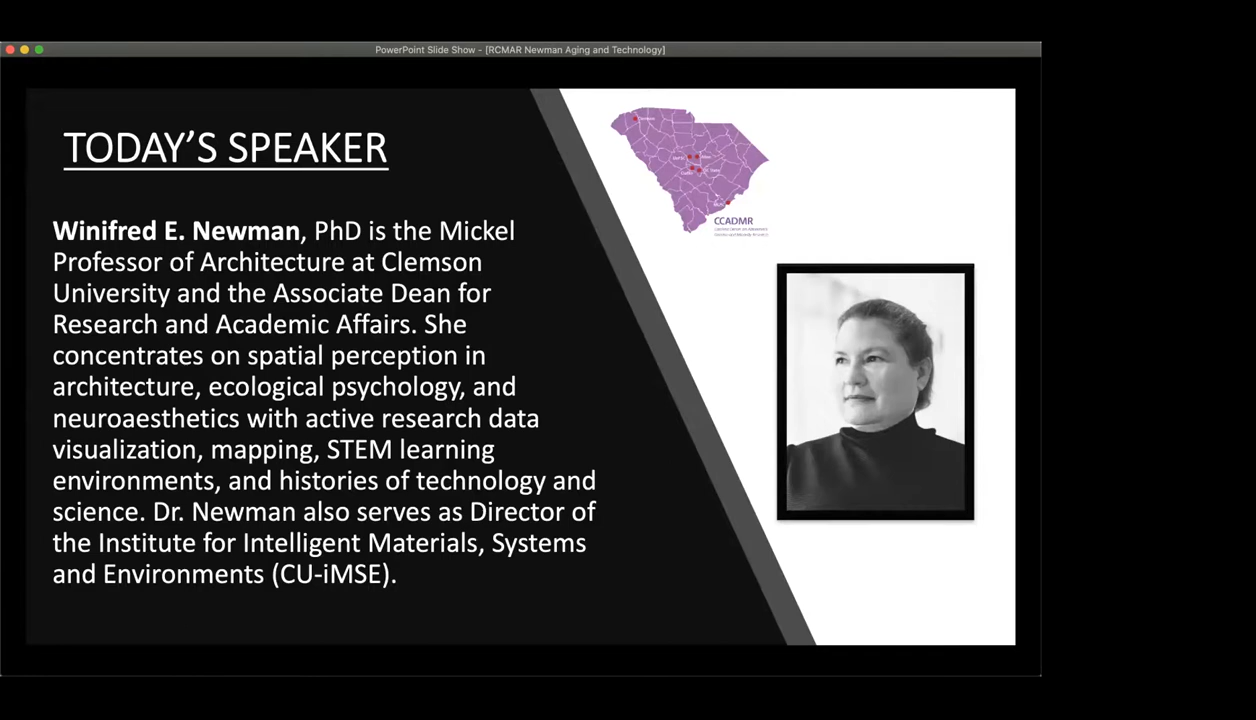 PowerPoint Slide Show - [RCMAR Newman Aging and Technology]
TODAY'S SPEAKER
Winifred E. Newman, PhD is the Mickel
Professor of Architecture at Clemson
University and the Associate Dean for
Research and Academic Affairs. She
concentrates on spatial perception in
architecture, ecological psychology, and
neuroaesthetics with active research data
visualization, mapping, STEM learning
environments, and histories of technology and
science. Dr. Newman also serves as Director of
the Institute for Intelligent Materials, Systems
and Environments (CU-iMSE).
CCADMR